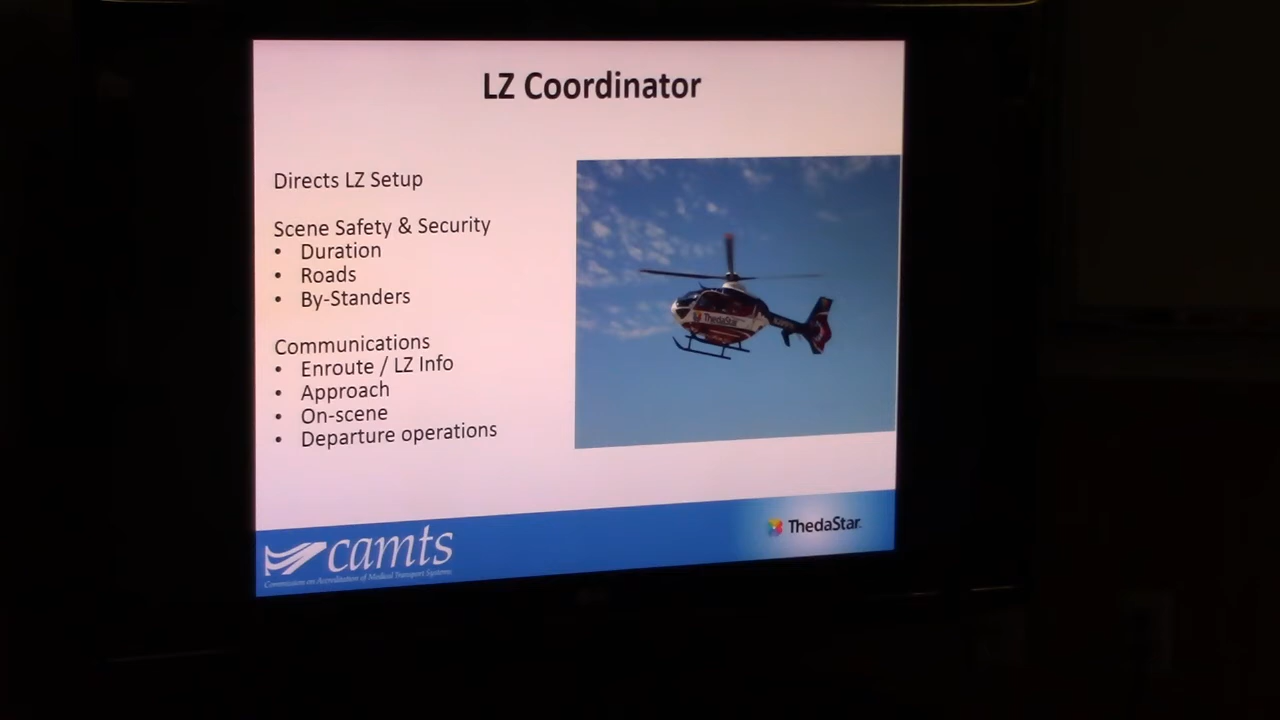 LZ Coordinator
Directs LZ Setup
Scene Safety & Security
• Duration
• Roads
• By-Standers
Communications
• Enroute / LZ Info
• Approach
• On-scene
• Departure operations
ThedaStar
camts
Commission on Accreditation of Medical Transport Systems
ThedaStar.